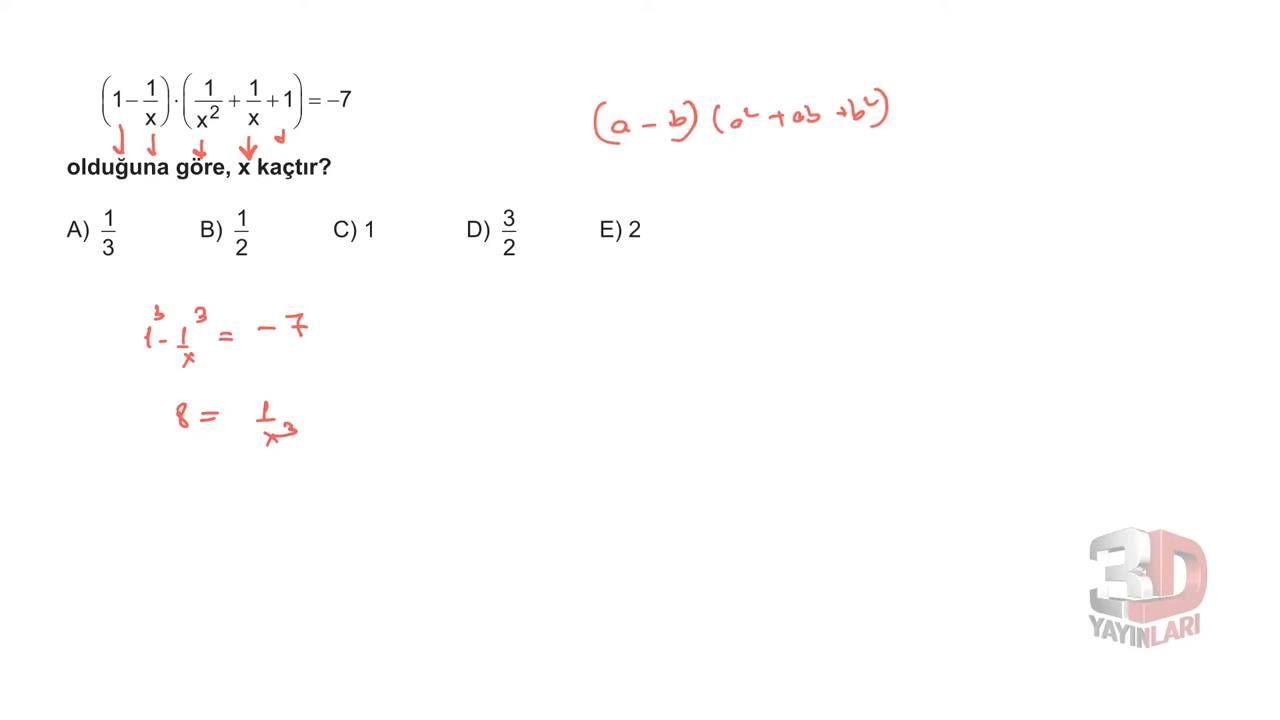 (1 − 1/x) · (1/x² + 1/x + 1) = −7
(a − b) (a² + ab + b²)
olduğuna göre, x kaçtır?
A) 1/3 B) 1/2 C) 1 D) 3/2 E) 2
1³ − 1/x³ = − 7
8 = 1/x³
3D
YAYINLARI